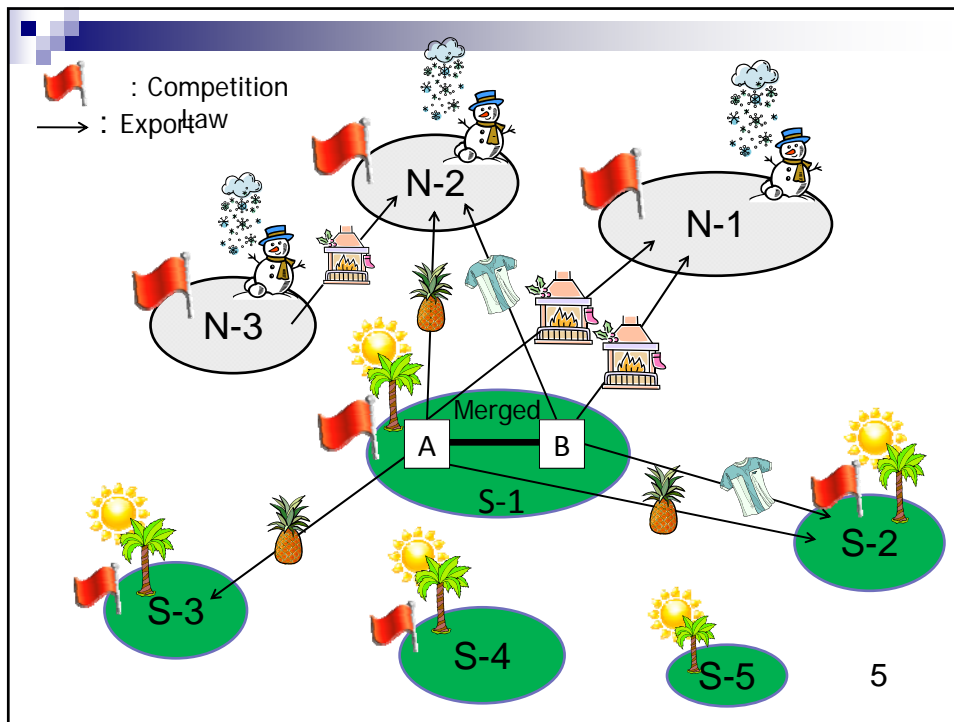 : Competition
Law
: Export
N-2
N-1
N-3
Merged
A
B
S-1
S-2
S-3
S-4
S-5
5